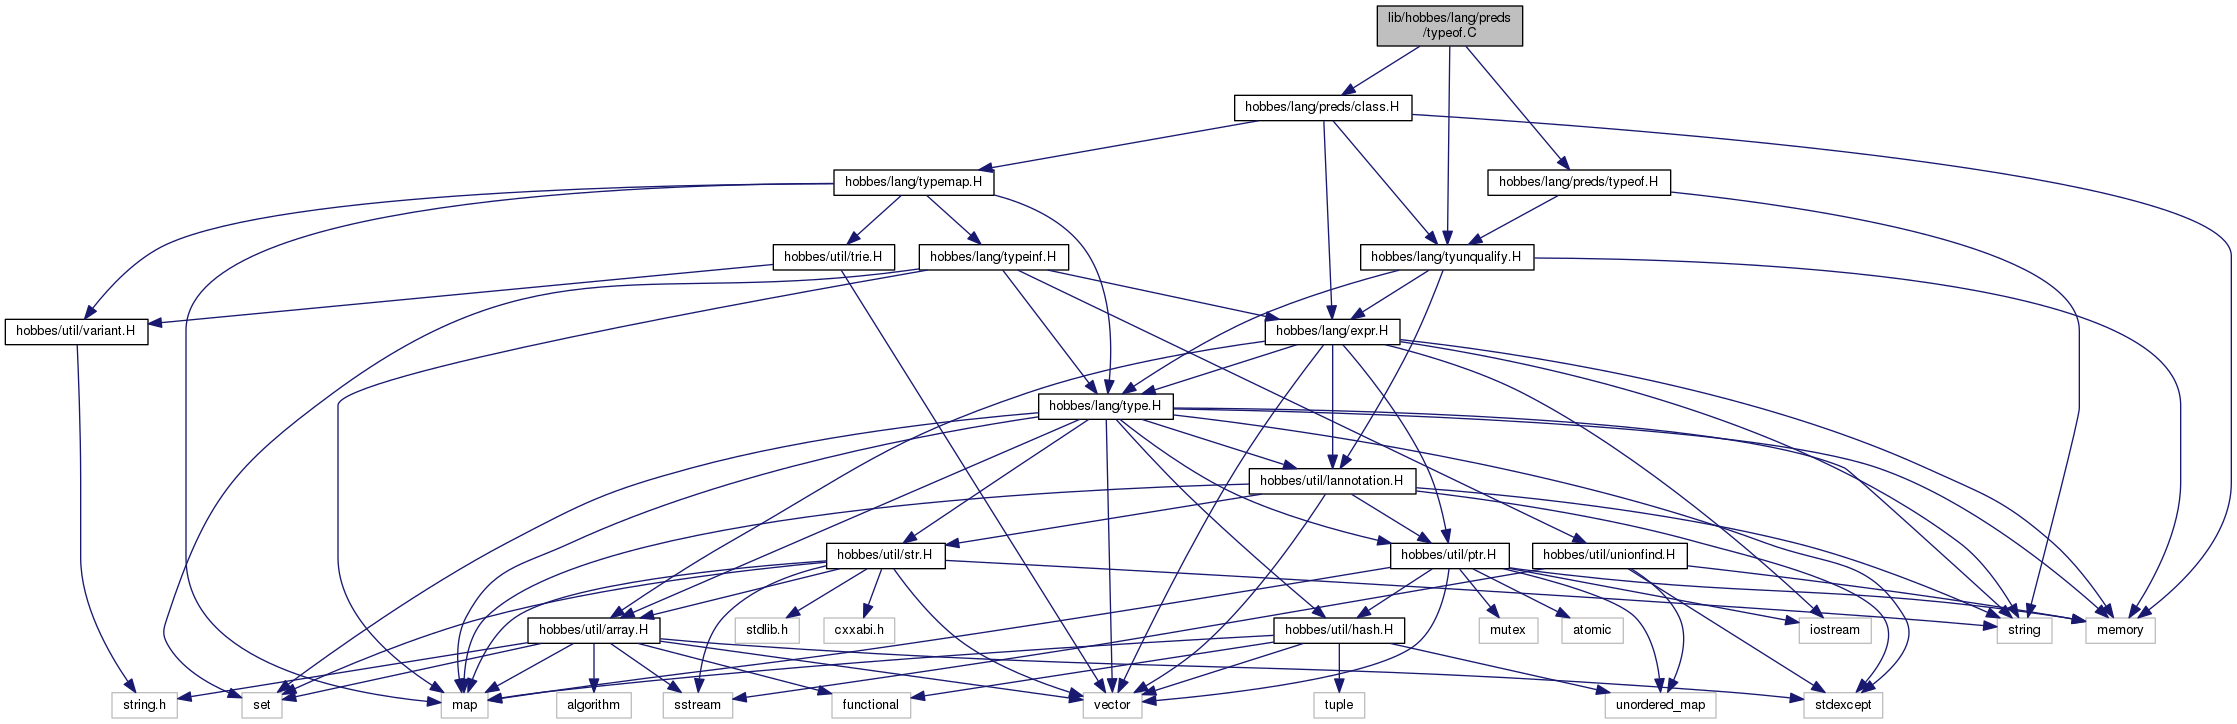 lib/hobbes/lang/preds
/typeof.C
hobbes/lang/preds/class.H
hobbes/lang/typemap.H
hobbes/lang/preds/typeof.H
hobbes/util/trie.H
hobbes/lang/typeinf.H
hobbes/lang/tyunqualify.H
hobbes/util/variant.H
hobbes/lang/expr.H
hobbes/lang/type.H
hobbes/util/lannotation.H
hobbes/util/str.H
hobbes/util/ptr.H
hobbes/util/unionfind.H
hobbes/util/array.H
stdlib.h
cxxabi.h
hobbes/util/hash.H
mutex
atomic
iostream
string
memory
string.h
set
map
algorithm
sstream
functional
vector
tuple
unordered_map
stdexcept